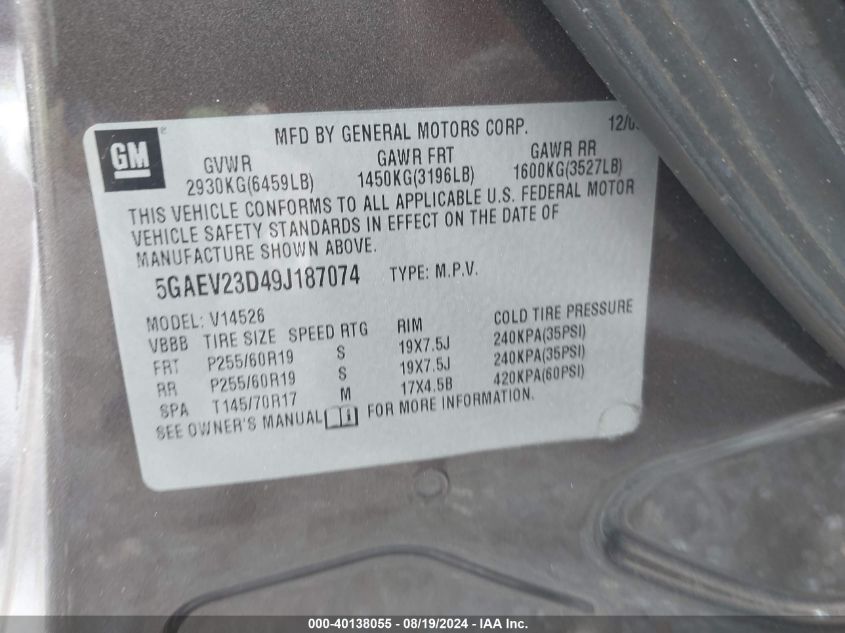 GM
MFD BY GENERAL MOTORS CORP.
GVWR GAWR FRT GAWR RR
2930KG(6459LB) 1450KG(3196LB) 1600KG(3527LB)
THIS VEHICLE CONFORMS TO ALL APPLICABLE U.S. FEDERAL MOTOR
VEHICLE SAFETY STANDARDS IN EFFECT ON THE DATE OF
MANUFACTURE SHOWN ABOVE.
5GAEV23D49J187074 TYPE: M.P.V.
MODEL: V14526
VBBB TIRE SIZE SPEED RTG RIM COLD TIRE PRESSURE
FRT P255/60R19 S 19X7.5J 240KPA(35PSI)
RR P255/60R19 S 19X7.5J 240KPA(35PSI)
SPA T145/70R17 M 17X4.5B 420KPA(60PSI)
SEE OWNER'S MANUAL i FOR MORE INFORMATION.
000-40138055 - 08/19/2024 - IAA Inc.